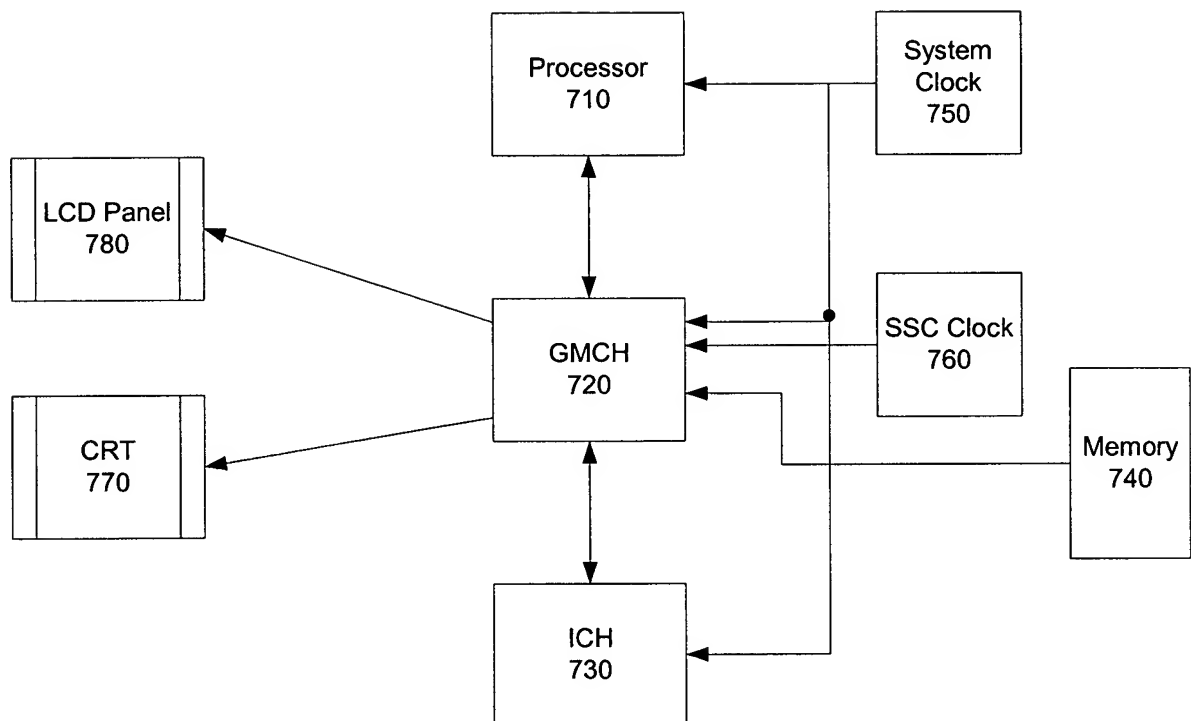 Processor
710
System
Clock
750
LCD Panel
780
GMCH
720
SSC Clock
760
CRT
770
Memory
740
ICH
730